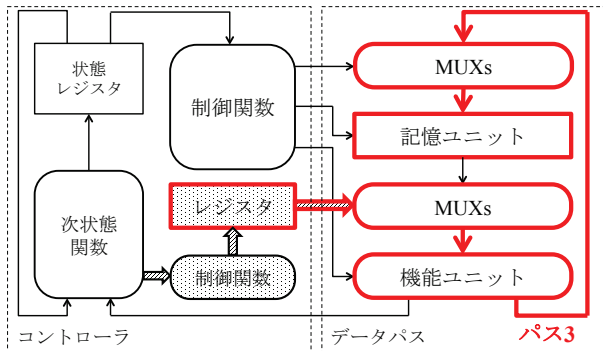 状態
レジスタ
制御関数
MUXs
記憶ユニット
レジスタ
MUXs
次状態
関数
制御関数
機能ユニット
コントローラ
データパス
パス3